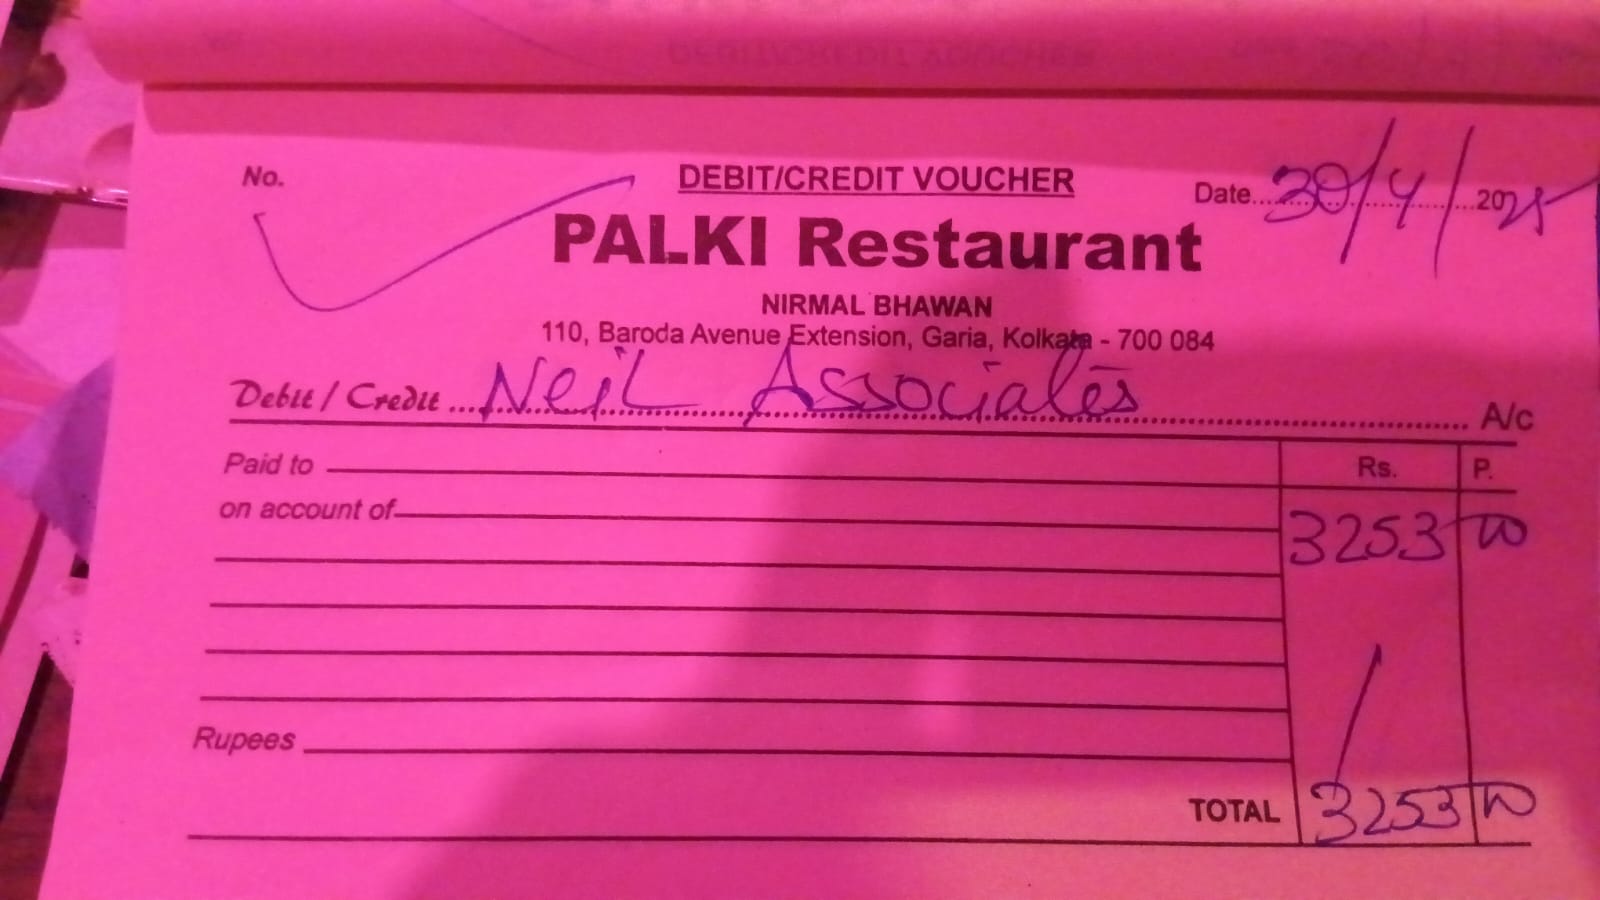 No.
DEBIT/CREDIT VOUCHER
Date 30/4/2025
PALKI Restaurant
NIRMAL BHAWAN
110, Baroda Avenue Extension, Garia, Kolkata - 700 084
Debit / Credit Neil Associates A/c
Paid to Rs. P.
on account of 3253 00
Rupees
TOTAL 3253 00